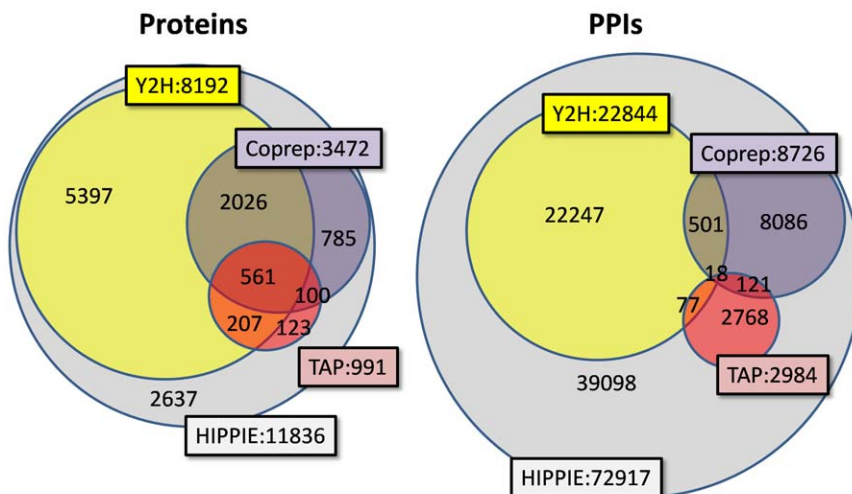 Proteins
Y2H:8192
Coprep:3472
5397
2026
785
561
100
207
123
TAP:991
2637
HIPPIE:11836
PPIs
Y2H:22844
Coprep:8726
22247
501
8086
18
121
77
2768
TAP:2984
39098
HIPPIE:72917